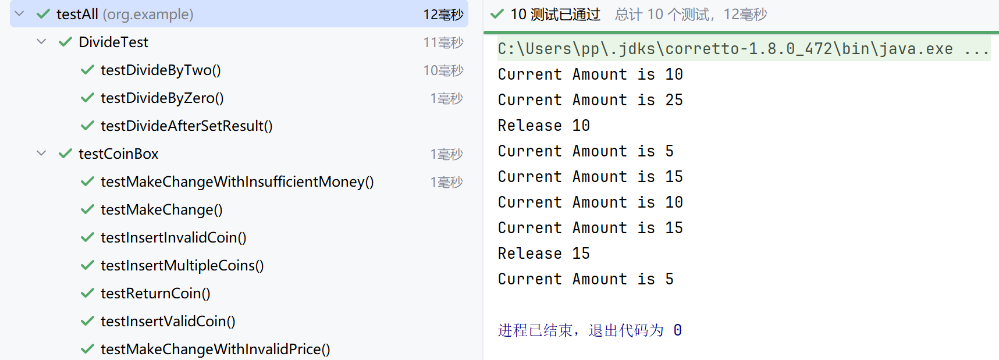 testAll (org.example) 12毫秒
DivideTest 11毫秒
testDivideByTwo() 10毫秒
testDivideByZero() 1毫秒
testDivideAfterSetResult()
testCoinBox 1毫秒
testMakeChangeWithInsufficientMoney() 1毫秒
testMakeChange()
testInsertInvalidCoin()
testInsertMultipleCoins()
testReturnCoin()
testInsertValidCoin()
testMakeChangeWithInvalidPrice()
10 测试已通过 总计 10 个测试, 12毫秒
C:\Users\pp\.jdks\corretto-1.8.0_472\bin\java.exe ...
Current Amount is 10
Current Amount is 25
Release 10
Current Amount is 5
Current Amount is 15
Current Amount is 10
Current Amount is 15
Release 15
Current Amount is 5
进程已结束，退出代码为 0